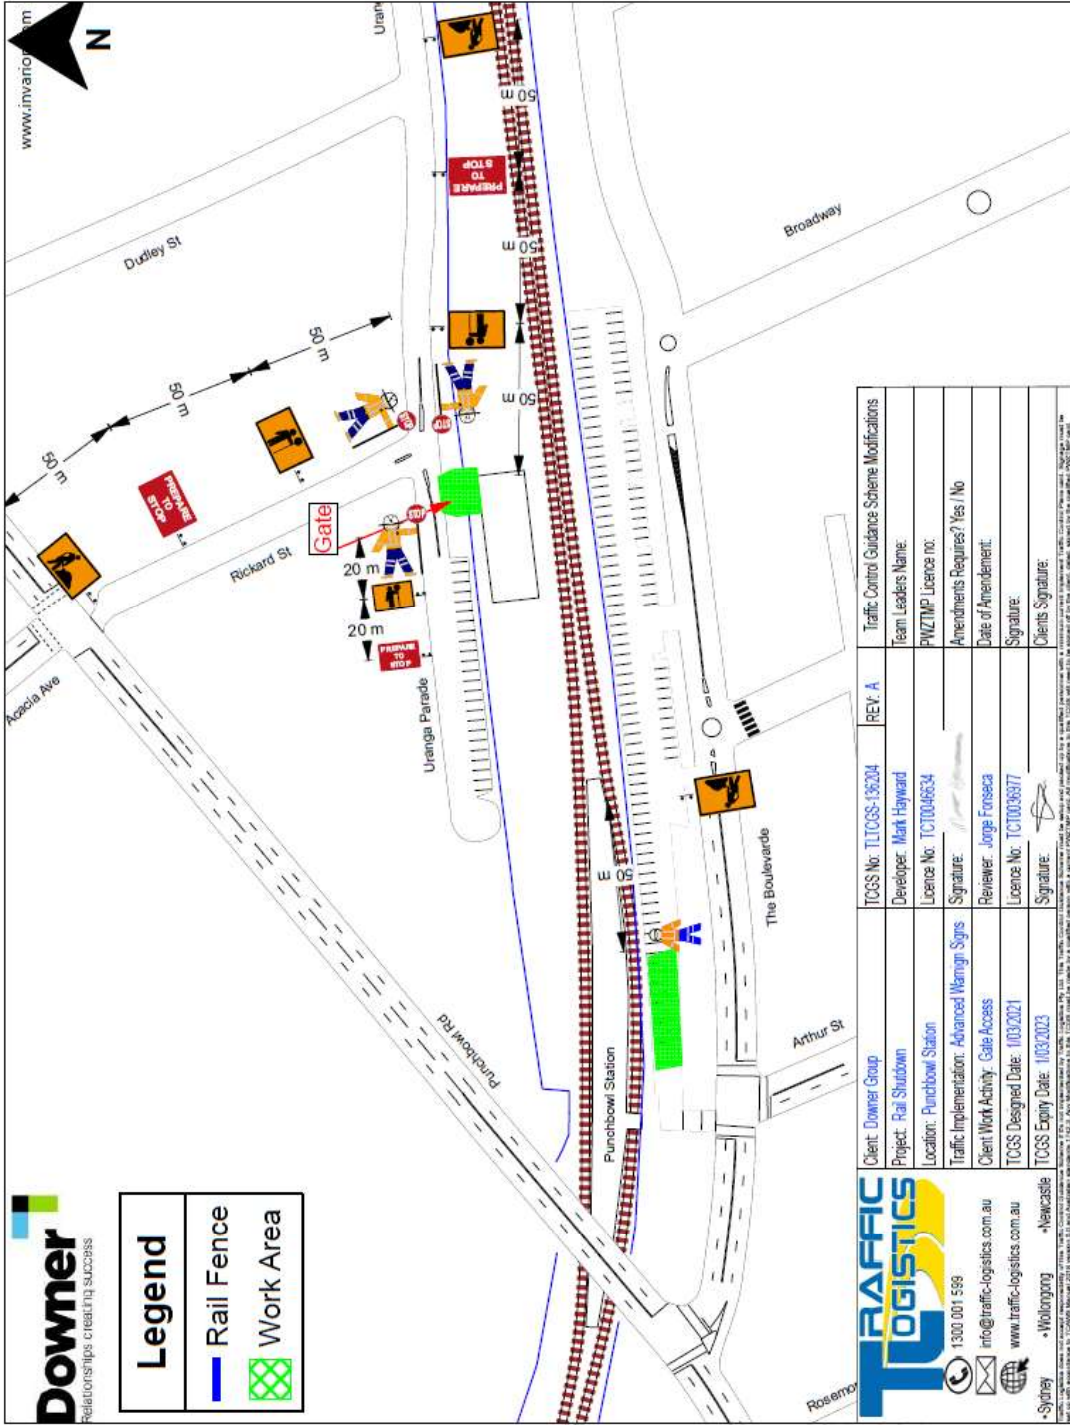 www.invarion.com
N
Downer
Relationships creating success
Legend
Rail Fence
Work Area
Dudley St
Rickard St
Uranga Parade
Acacia Ave
Punchbowl Rd
Punchbowl Station
The Boulevarde
Arthur St
Broadway
Gate
50 m
50 m
50 m
50 m
50 m
50 m
50 m
20 m
20 m
PREPARE
TO
STOP
PREPARE
TO
STOP
PREPARE
TO
STOP
STOP
STOP
STOP
TRAFFIC
LOGISTICS
1300 001 599
info@traffic-logistics.com.au
www.traffic-logistics.com.au
•Sydney •Wollongong •Newcastle
Client: Downer Group
Project: Rail Shutdown
Location: Punchbowl Station
Traffic Implementation: Advanced Warnign Signs
Client Work Activity: Gate Access
TCGS Designed Date: 1/03/2021
TCGS Expiry Date: 1/03/2023
TCGS No: TLTCGS-136204
REV: A
Developer: Mark Hayward
Licence No: TCT0046634
Signature:
Reviewer: Jorge Fonseca
Licence No: TCT0036977
Signature:
Traffic Control Guidance Scheme Modifications
Team Leaders Name:
PWZTMP Licence no:
Amendments Requires? Yes / No
Date of Amendement:
Signature:
Clients Signature: